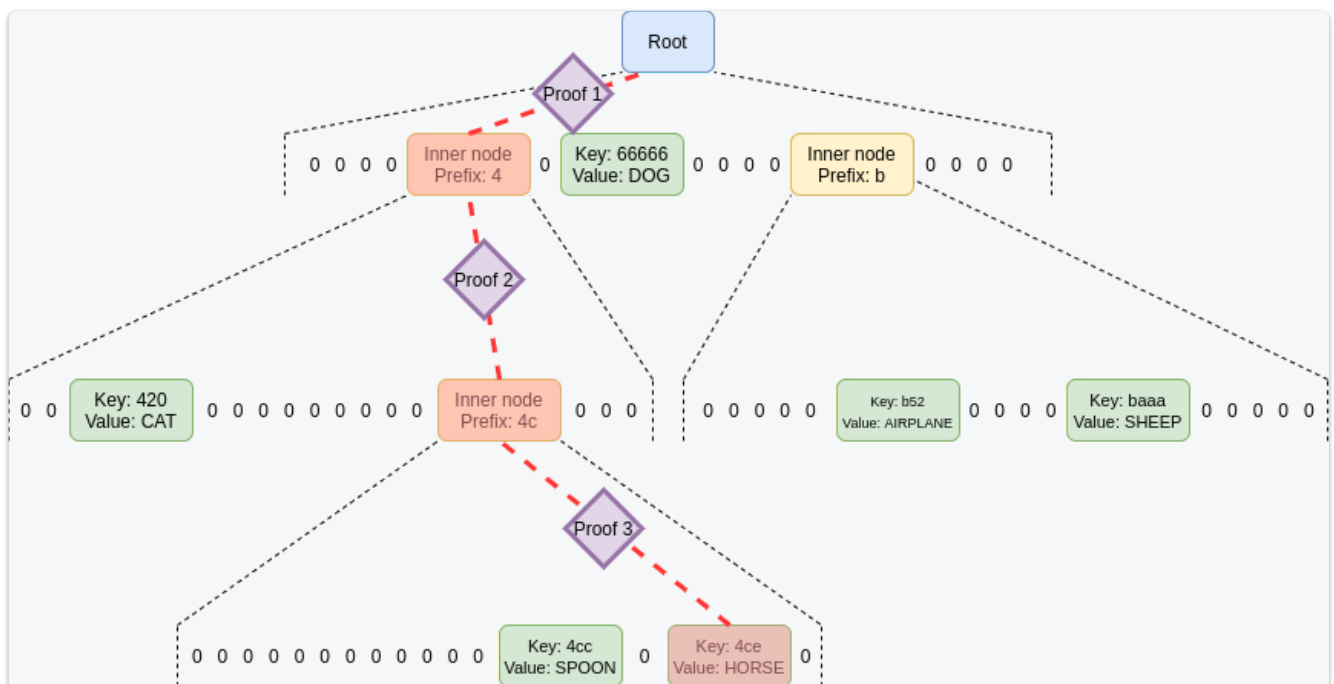 Root
Proof 1
0 0 0 0
Inner node
Prefix: 4
0
Key: 66666
Value: DOG
0 0 0 0
Inner node
Prefix: b
0 0 0 0
Proof 2
0 0
Key: 420
Value: CAT
0 0 0 0 0 0 0 0 0
Inner node
Prefix: 4c
0 0 0
0 0 0 0 0
Key: b52
Value: AIRPLANE
0 0 0 0
Key: baaa
Value: SHEEP
0 0 0 0 0
Proof 3
0 0 0 0 0 0 0 0 0 0 0 0
Key: 4cc
Value: SPOON
0
Key: 4ce
Value: HORSE
0